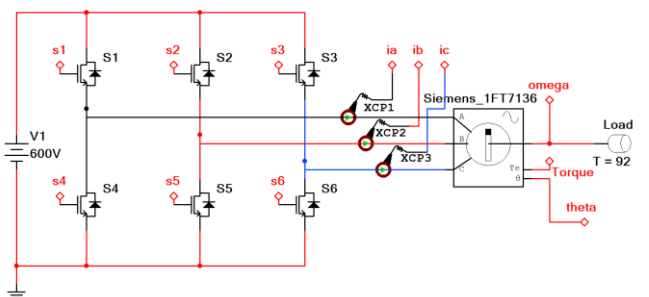 ia ib ic
s1 S1 s2 S2 s3 S3
omega
Siemens_1FT7136
XCP1
A
Load
V1
XCP2
B
600V
XCP3
T = 92
C
Te
Torque
θ
s4 S4 s5 S5 s6 S6
theta